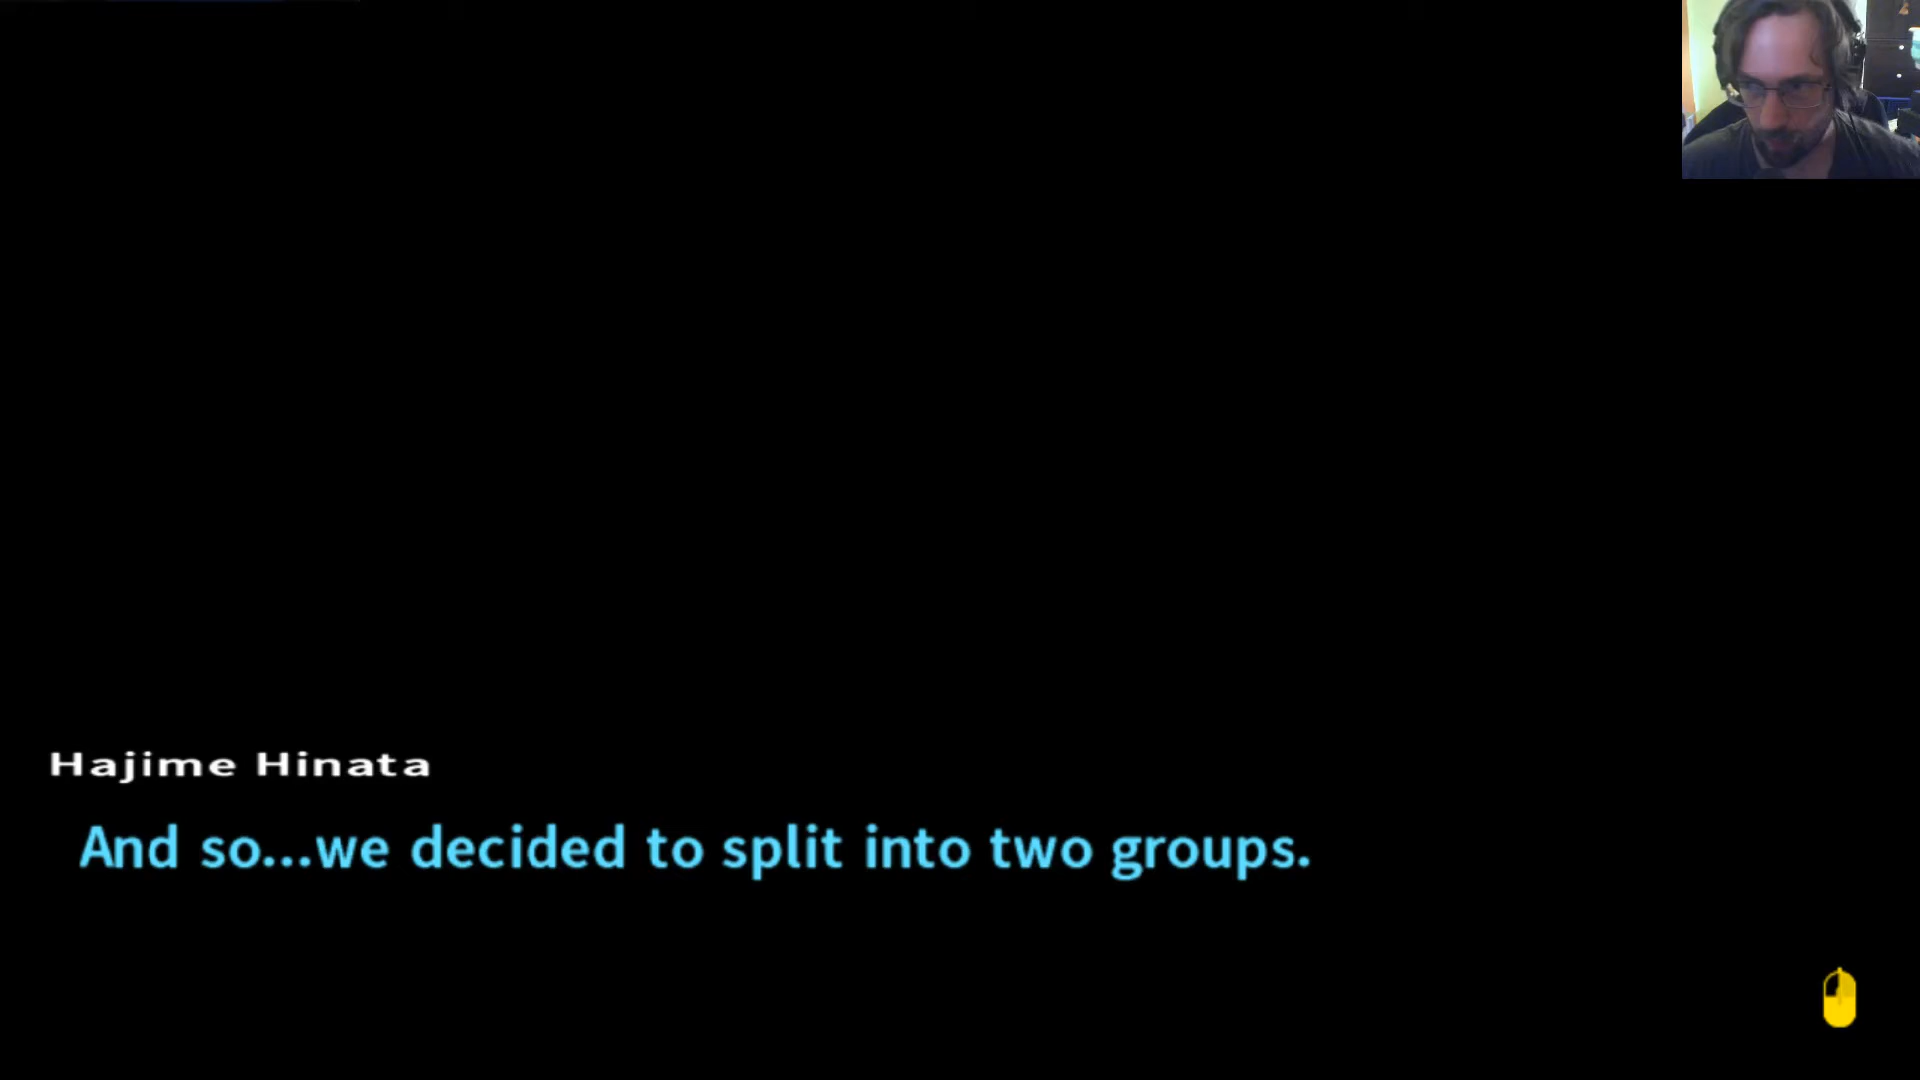 Hajime Hinata
And so...we decided to split into two groups.